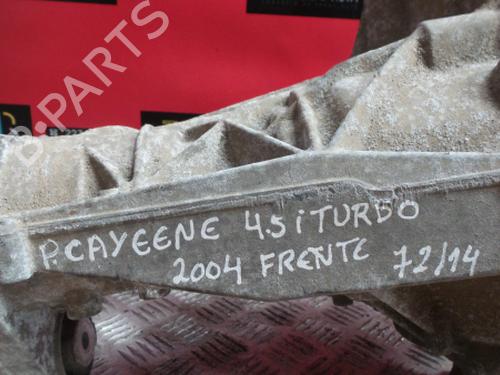 B-PARTS
P.CAYEENE 4.5i TURBO
2004 FRENTE 72/14